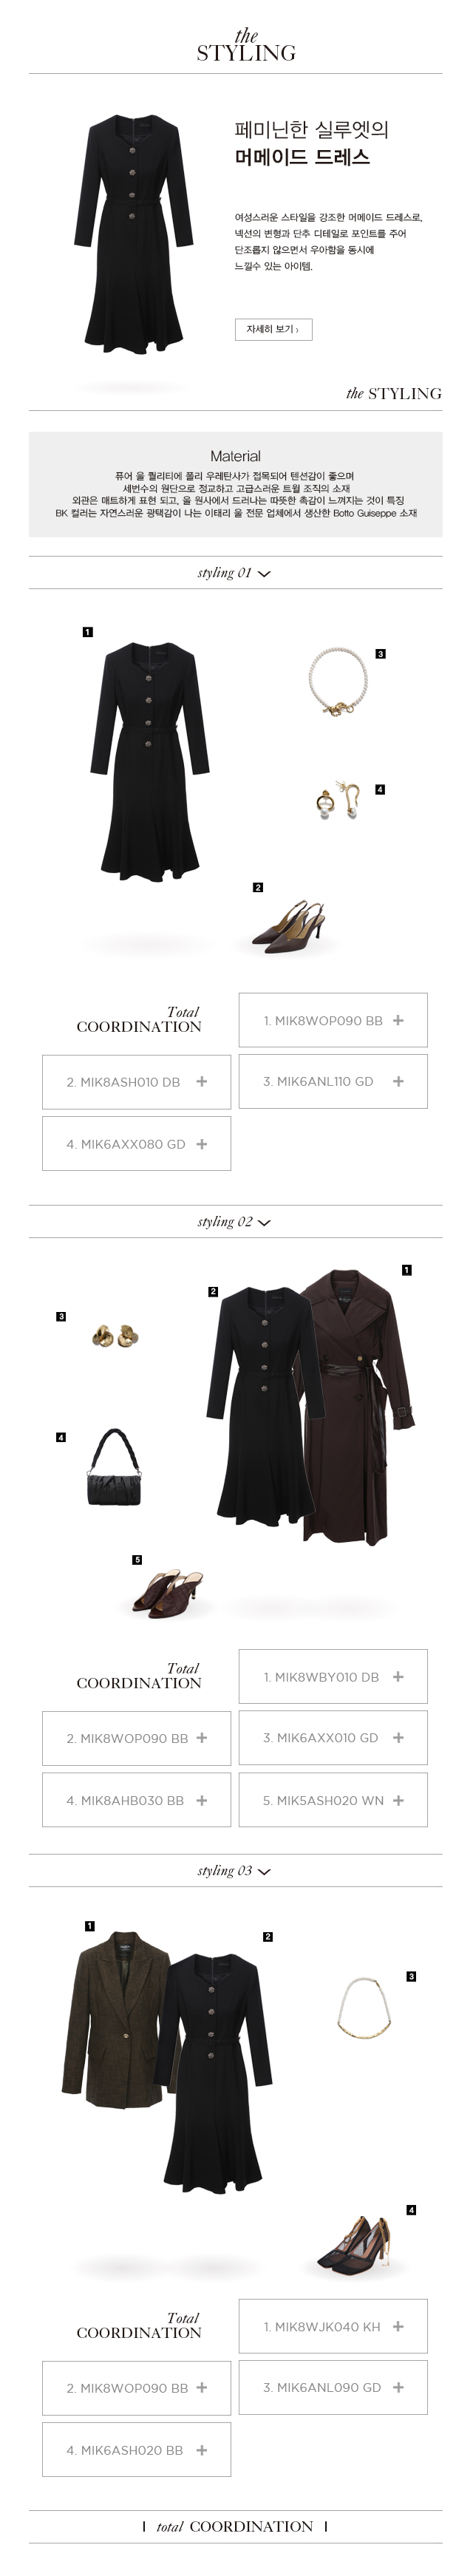 the
STYLING
페미닌한 실루엣의
머메이드 드레스
여성스러운 스타일을 강조한 머메이드 드레스로,
넥선의 변형과 단추 디테일로 포인트를 주어
단조롭지 않으면서 우아함을 동시에
느낄수 있는 아이템.
자세히 보기 ›
the STYLING
Material
퓨어 울 퀄리티에 폴리 우레탄사가 접목되어 텐션감이 좋으며
세번수의 원단으로 정교하고 고급스러운 트윌 조직의 소재
외관은 매트하게 표현 되고, 울 원사에서 드러나는 따뜻한 촉감이 느껴지는 것이 특징
BK 컬러는 자연스러운 광택감이 나는 이태리 울 전문 업체에서 생산한 Botto Guiseppe 소재
styling 01
1
3
4
2
Total
COORDINATION
1. MIK8WOP090 BB +
2. MIK8ASH010 DB +
3. MIK6ANL110 GD +
4. MIK6AXX080 GD +
styling 02
1
2
3
4
5
Total
COORDINATION
1. MIK8WBY010 DB +
2. MIK8WOP090 BB +
3. MIK6AXX010 GD +
4. MIK8AHB030 BB +
5. MIK5ASH020 WN +
styling 03
1
2
3
4
Total
COORDINATION
1. MIK8WJK040 KH +
2. MIK8WOP090 BB +
3. MIK6ANL090 GD +
4. MIK6ASH020 BB +
| total COORDINATION |